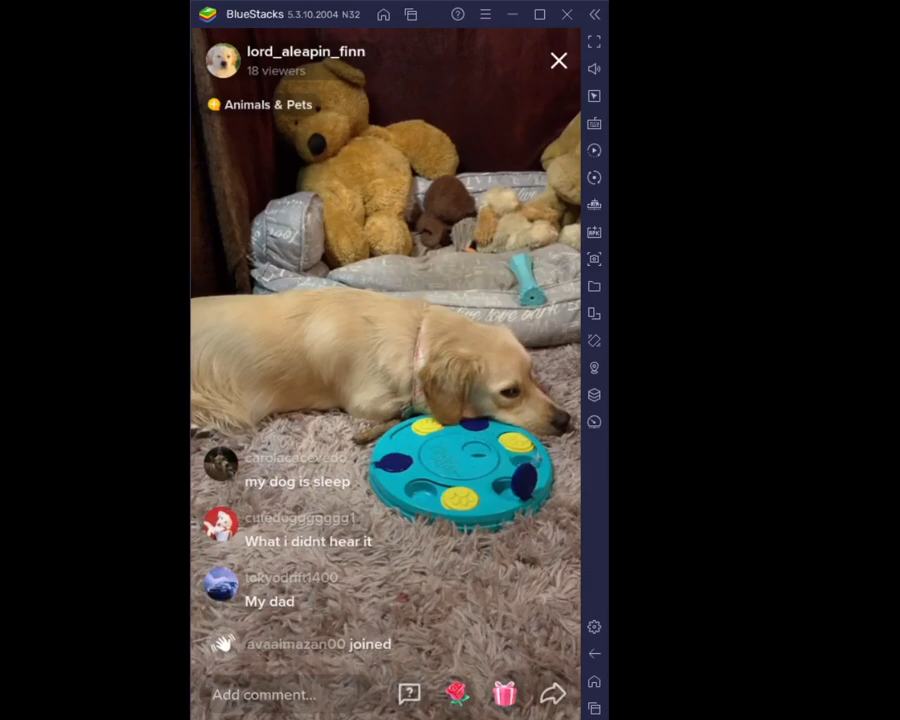 BlueStacks 5.3.10.2004 N32
lord_aleapin_finn
18 viewers
Animals & Pets
carolacacevedo
my dog is sleep
cutedoggggggg1
What i didnt hear it
tokyodrift1400
My dad
avaalmazan00 joined
Add comment...